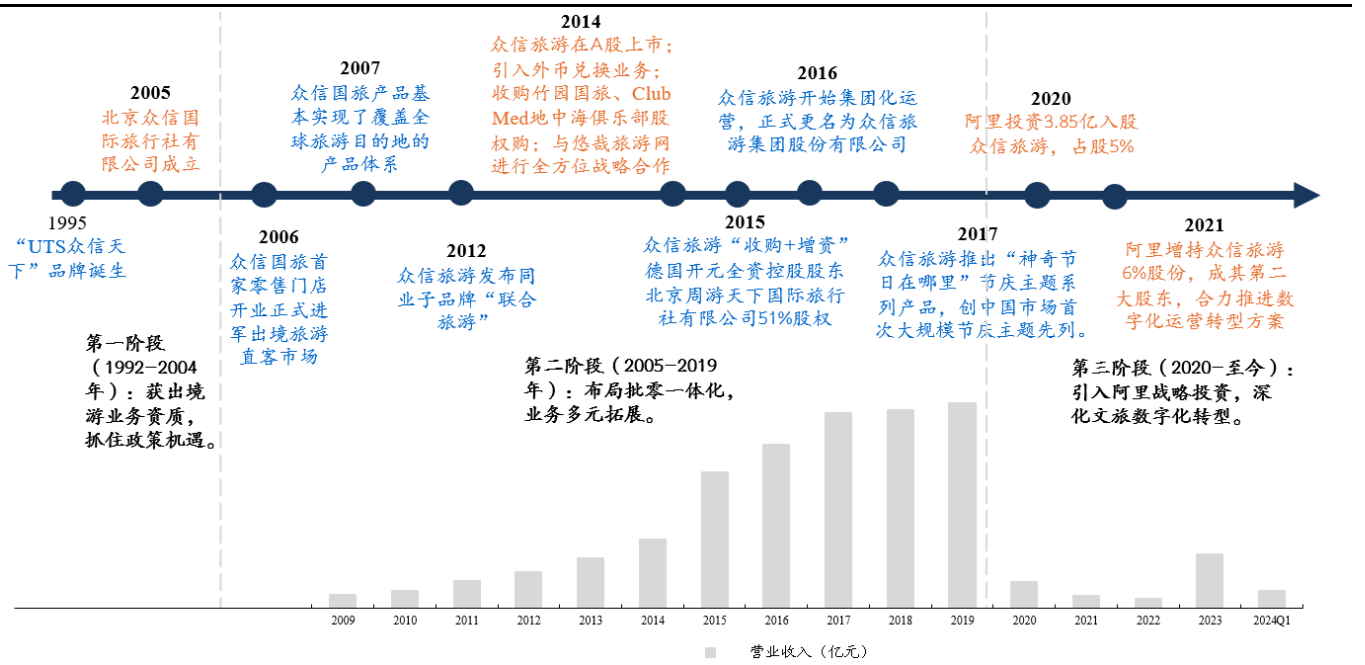 2005
北京众信国
际旅行社有
限公司成立
2007
众信国旅产品基
本实现了覆盖全
球旅游目的地的
产品体系
2014
众信旅游在A股上市；
引入外币兑换业务；
收购竹园国旅、Club
Med地中海俱乐部股
权购；与悠哉旅游网
进行全方位战略合作
2016
众信旅游开始集团化运
营，正式更名为众信旅
游集团股份有限公司
2020
阿里投资3.85亿入股
众信旅游，占股5%
1995
“UTS众信天
下”品牌诞生
2006
众信国旅首
家零售门店
开业正式进
军出境旅游
直客市场
2012
众信旅游发布同
业子品牌“联合
旅游”
2015
众信旅游“收购+增资”
德国开元全资控股股东
北京周游天下国际旅行
社有限公司51%股权
2017
众信旅游推出“神奇节
日在哪里”节庆主题系
列产品，创中国市场首
次大规模节庆主题先列。
2021
阿里增持众信旅游
6%股份，成其第二
大股东，合力推进数
字化运营转型方案
第一阶段
（1992-2004
年）：获出境
游业务资质，
抓住政策机遇。
第二阶段（2005-2019
年）：布局批零一体化，
业务多元拓展。
第三阶段（2020-至今）：
引入阿里战略投资，深
化文旅数字化转型。
2009 2010 2011 2012 2013 2014 2015 2016 2017 2018 2019 2020 2021 2022 2023 2024Q1
营业收入（亿元）